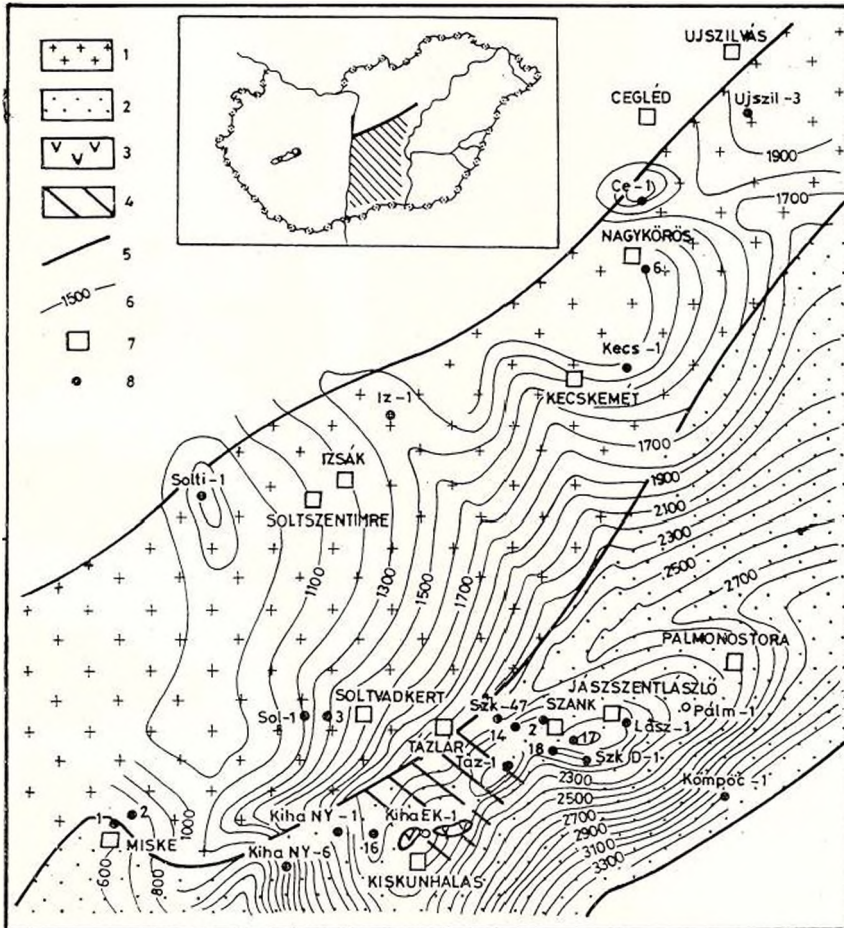 1
2
3
4
5
1500 6
7
8
UJSZILVÁS
CEGLÉD
Ujszil-3
1900
Ce-1
1700
NAGYKÖRÖS
6
Kecs-1
KECSKEMÉT
Iz-1
1700
IZSÁK
1900
Solti-1
SOLTSZENTIMRE
2100
2300
2500
1100
1300
1500
1700
2700
PALMONOSTORA
SOLTVADKERT
Szk-47
SZANK
JASZSZENTLÁSZLÓ
Pálm-1
Sol-1
3
TAZLÁR
14
2
17
Lász-1
18
Szk D-1
Táz-1
2300
2500
Kömpöc-1
2700
2900
3100
3300
1000
2
1
MISKE
600
800
Kiha NY-1
Kiha EK-1
16
Kiha NY-6
KISKUNHALAS